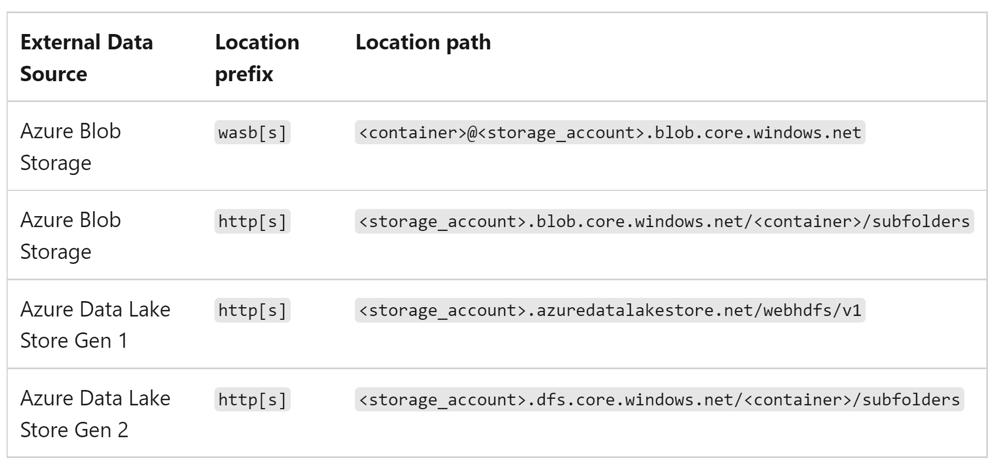 External Data Source
Location prefix
Location path
Azure Blob Storage
wasb[s]
<container>@<storage_account>.blob.core.windows.net
Azure Blob Storage
http[s]
<storage_account>.blob.core.windows.net/<container>/subfolders
Azure Data Lake Store Gen 1
http[s]
<storage_account>.azuredatalakestore.net/webhdfs/v1
Azure Data Lake Store Gen 2
http[s]
<storage_account>.dfs.core.windows.net/<container>/subfolders